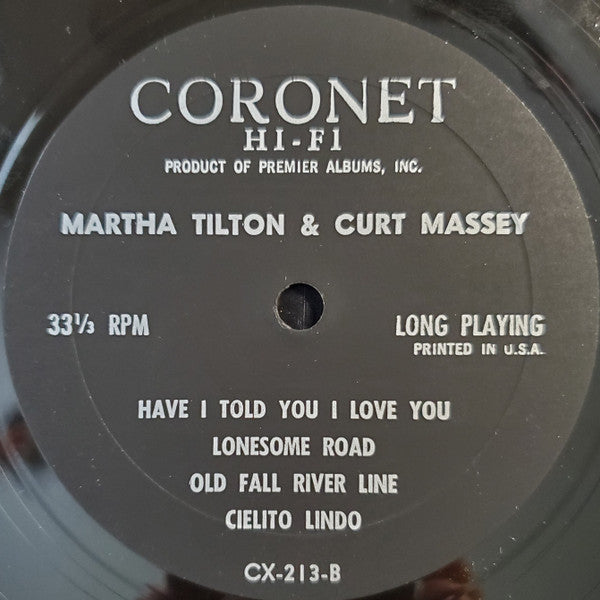 CORONET
HI-FI
PRODUCT OF PREMIER ALBUMS, INC.
MARTHA TILTON & CURT MASSEY
33⅓ RPM
LONG PLAYING
PRINTED IN U.S.A.
HAVE I TOLD YOU I LOVE YOU
LONESOME ROAD
OLD FALL RIVER LINE
CIELITO LINDO
CX-213-B